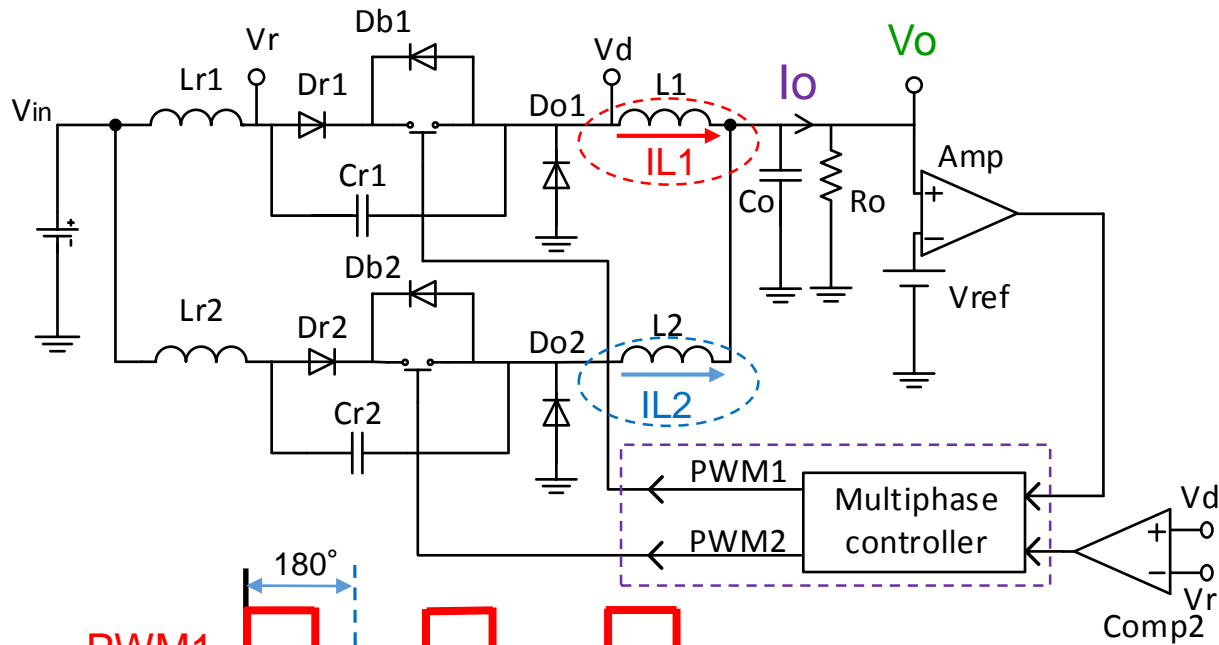 Db1
Vr
Vd
Vo
Lr1
Dr1
L1
Io
Vin
Do1
IL1
Amp
Cr1
Co
Ro
+
-
+
−
Db2
Vref
Lr2
Dr2
L2
Do2
IL2
Cr2
PWM1
Multiphase
controller
Vd
+
PWM2
−
Vr
180°
Comp2
PWM1